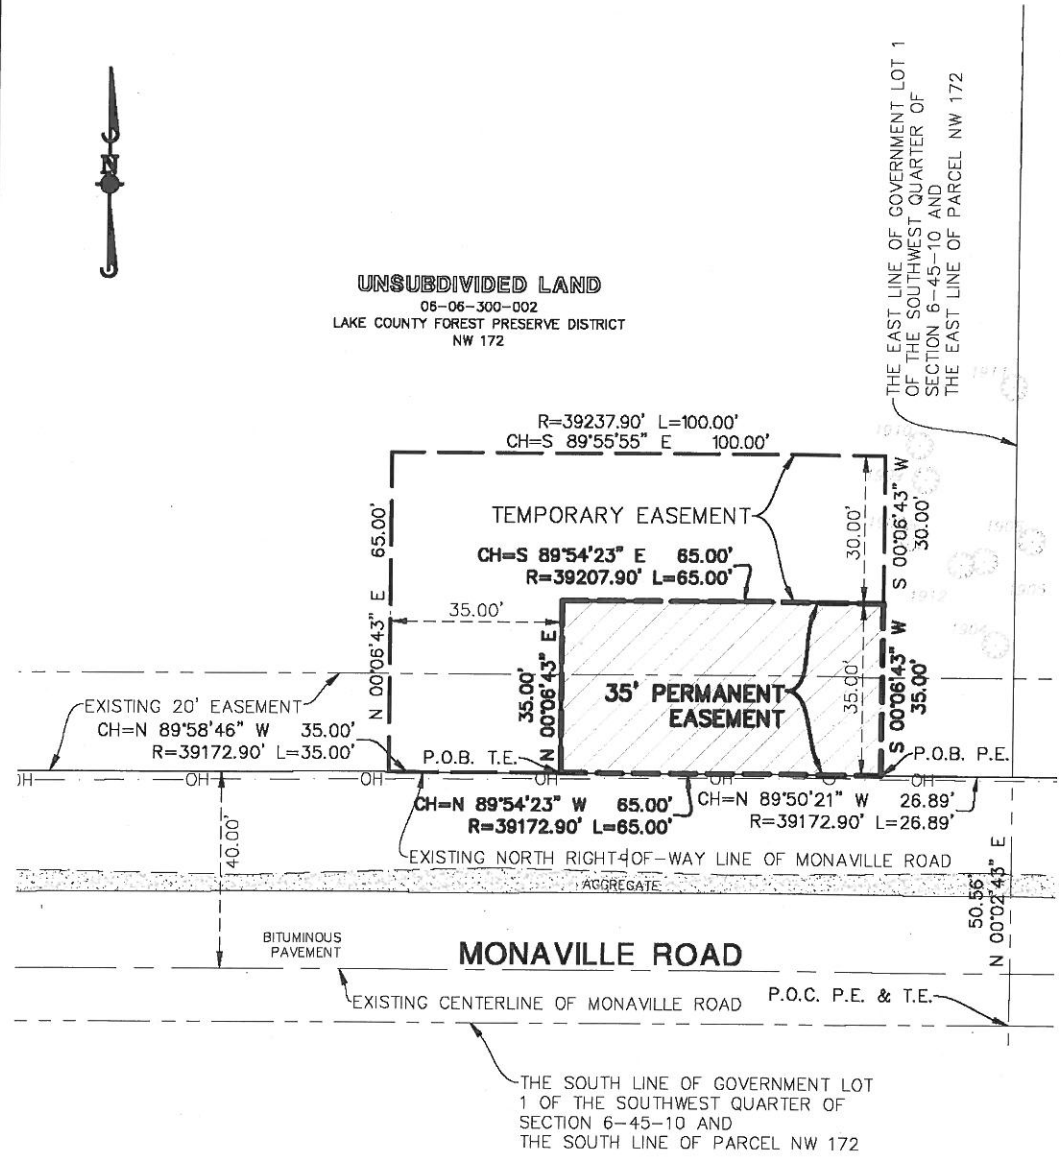 N
THE EAST LINE OF GOVERNMENT LOT 1
OF THE SOUTHWEST QUARTER OF
SECTION 6-45-10 AND
THE EAST LINE OF PARCEL NW 172
UNSUBDIVIDED LAND
06-06-300-002
LAKE COUNTY FOREST PRESERVE DISTRICT
NW 172
R=39237.90' L=100.00'
CH=S 89°55'55" E 100.00'
N 00°06'43" E 65.00'
TEMPORARY EASEMENT
30.00'
S 00°06'43" W
30.00'
CH=S 89°54'23" E 65.00'
R=39207.90' L=65.00'
35.00'
35.00'
N 00°06'43" E
35' PERMANENT
EASEMENT
35.00'
S 00°06'43" W
35.00'
EXISTING 20' EASEMENT
CH=N 89°58'46" W 35.00'
R=39172.90' L=35.00'
P.O.B. T.E.
P.O.B. P.E.
OH OH OH OH OH OH
CH=N 89°54'23" W 65.00'
R=39172.90' L=65.00'
CH=N 89°50'21" W 26.89'
R=39172.90' L=26.89'
40.00'
EXISTING NORTH RIGHT-OF-WAY LINE OF MONAVILLE ROAD
AGGREGATE
50.56'
N 00°02'43" E
BITUMINOUS
PAVEMENT
MONAVILLE ROAD
EXISTING CENTERLINE OF MONAVILLE ROAD
P.O.C. P.E. & T.E.
THE SOUTH LINE OF GOVERNMENT LOT
1 OF THE SOUTHWEST QUARTER OF
SECTION 6-45-10 AND
THE SOUTH LINE OF PARCEL NW 172